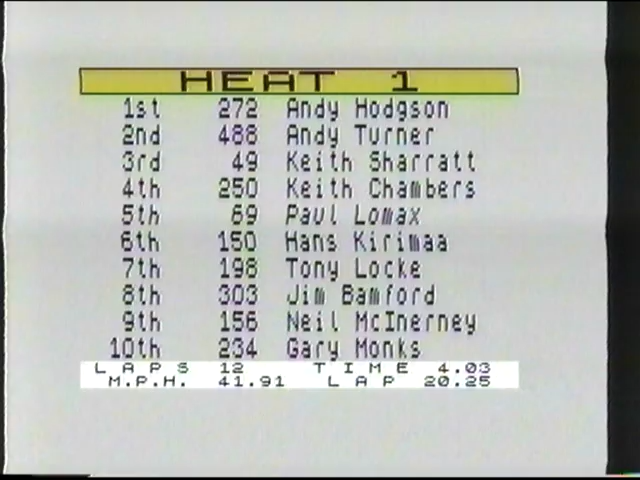 HEAT 1
1st 272 Andy Hodgson
2nd 488 Andy Turner
3rd 49 Keith Sharratt
4th 250 Keith Chambers
5th 69 Paul Lomax
6th 150 Hans Kirimaa
7th 198 Tony Locke
8th 303 Jim Bamford
9th 156 Neil McInerney
10th 234 Gary Monks
LAPS 12 TIME 4.03
M.P.H. 41.91 LAP 20.25